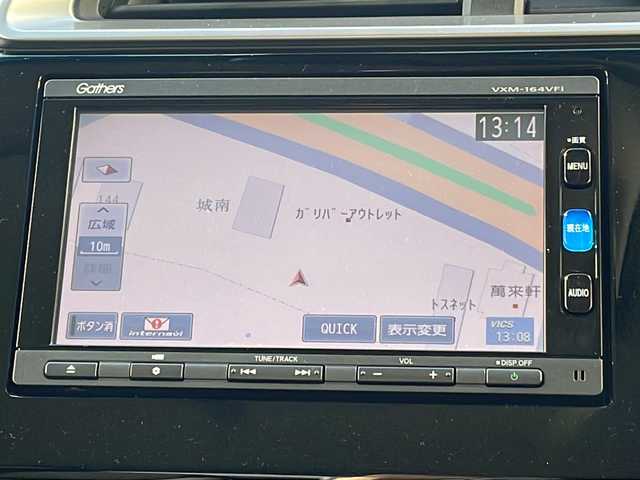 Gathers
VXM-164VFi
13:14
画質
MENU
144
城南
ガリバーアウトレット
広域
現在地
10m
詳細
トスネット
萬来軒
AUDIO
ボタン消
internavi
QUICK
表示変更
VICS
13:08
TUNE/TRACK
VOL
DISP.OFF